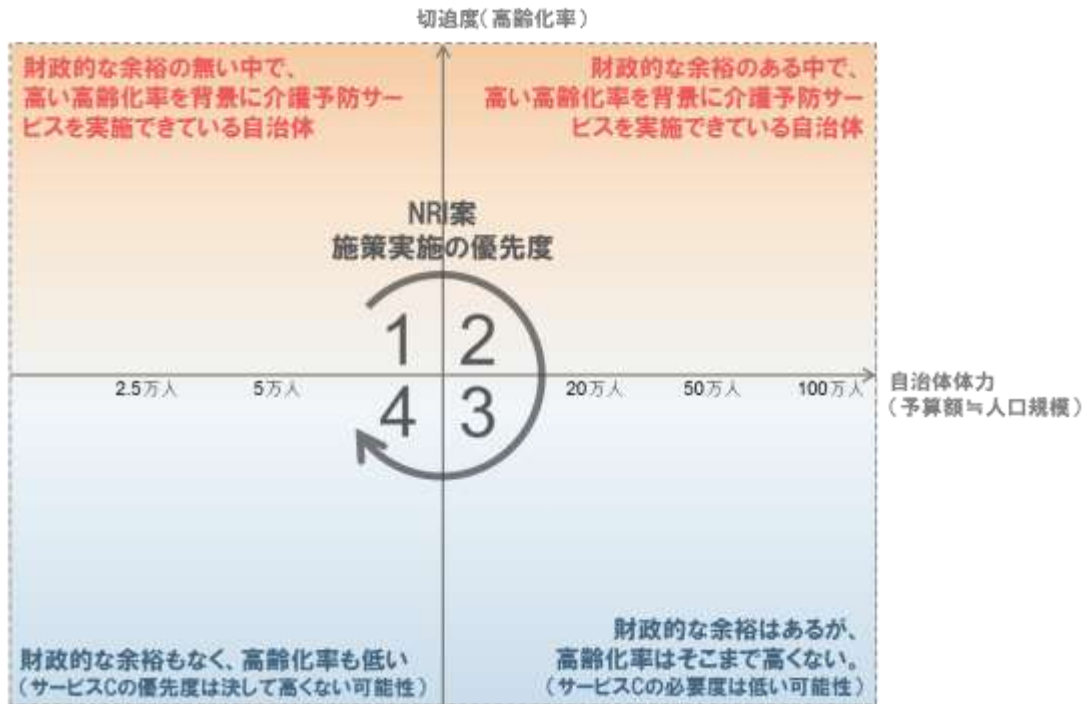 切迫度(高齢化率)
財政的な余裕の無い中で、
高い高齢化率を背景に介護予防サー
ビスを実施できている自治体
財政的な余裕のある中で、
高い高齢化率を背景に介護予防サー
ビスを実施できている自治体
NRI案
施策実施の優先度
1 2
4 3
2.5万人 5万人 20万人 50万人 100万人
自治体体力
(予算額≒人口規模)
財政的な余裕もなく、高齢化率も低い
(サービスCの優先度は決して高くない可能性)
財政的な余裕はあるが、
高齢化率はそこまで高くない。
(サービスCの必要度は低い可能性)